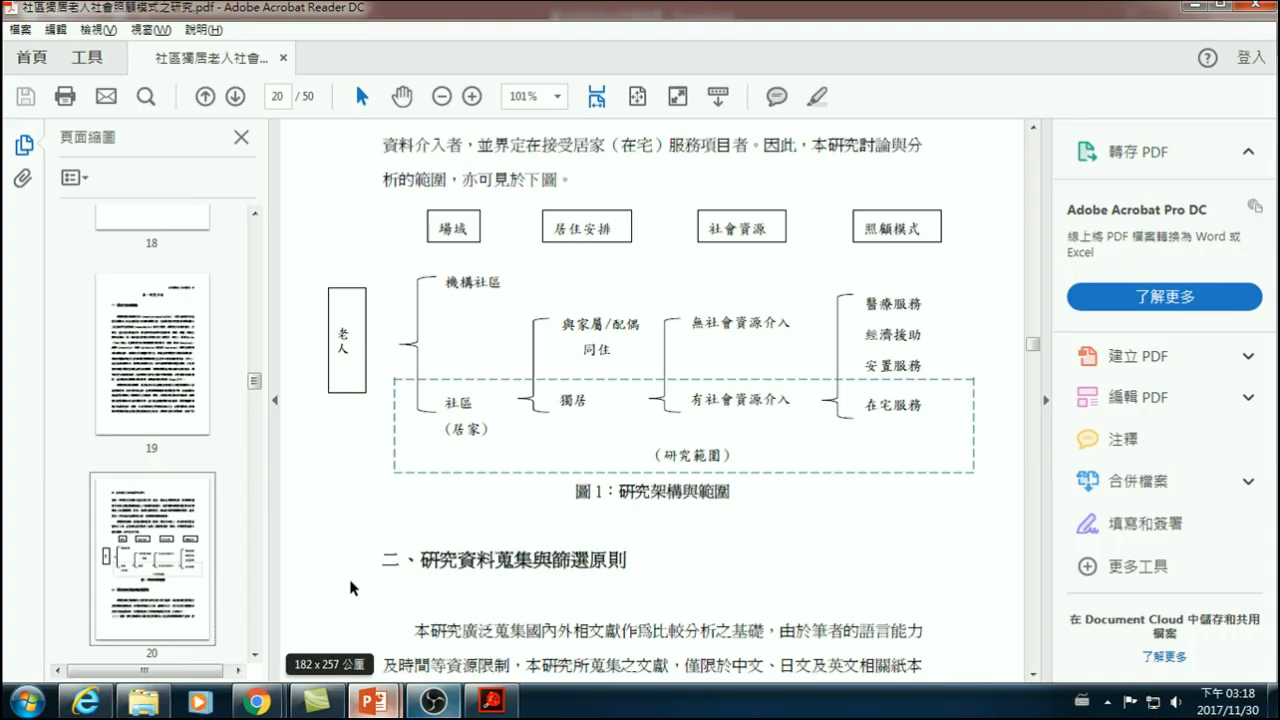 社區獨居老人社會照顧模式之研究.pdf - Adobe Acrobat Reader DC
檔案 編輯 檢視(V) 視窗(W) 說明(H)
首頁 工具 社區獨居老人社會... × 登入
20 / 50 101%
頁面縮圖
18
19
20
182 x 257 公釐
資料介入者，並界定在接受居家（在宅）服務項目者。因此，本研究討論與分
析的範圍，亦可見於下圖。
場域 居住安排 社會資源 照顧模式
老人
機構社區
社區
（居家）
與家屬/配偶
同住
獨居
無社會資源介入
有社會資源介入
醫療服務
經濟援助
安置服務
在宅服務
（研究範圍）
圖 1：研究架構與範圍
二、研究資料蒐集與篩選原則
本研究廣泛蒐集國內外相文獻作為比較分析之基礎，由於筆者的語言能力
及時間等資源限制，本研究所蒐集之文獻，僅限於中文、日文及英文相關紙本
轉存 PDF
Adobe Acrobat Pro DC
線上將 PDF 檔案轉換為 Word 或
Excel
了解更多
建立 PDF
編輯 PDF
注釋
合併檔案
填寫和簽署
更多工具
在 Document Cloud 中儲存和共用
檔案
了解更多
下午 03:18
2017/11/30